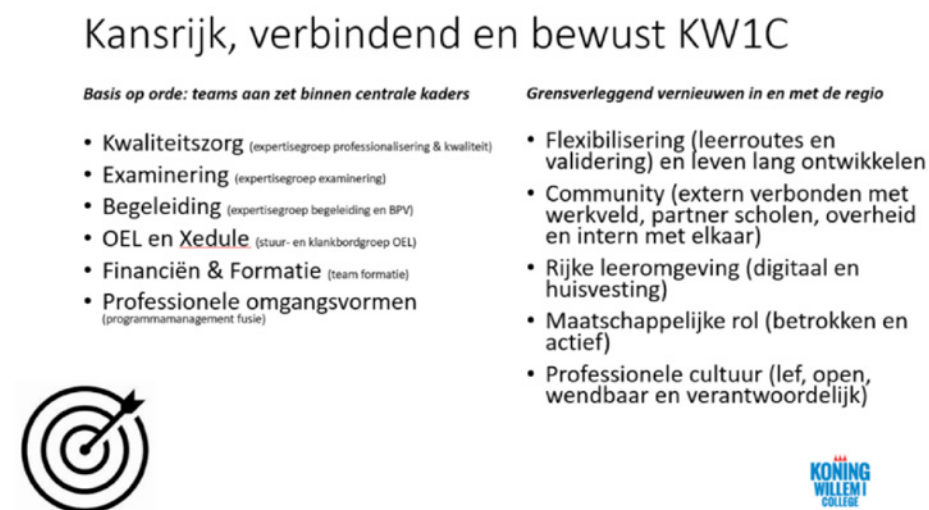 Kansrijk, verbindend en bewust KW1C
Basis op orde: teams aan zet binnen centrale kaders
• Kwaliteitszorg (expertisegroep professionalisering & kwaliteit)
• Examinering (expertisegroep examinering)
• Begeleiding (expertisegroep begeleiding en BPV)
• OEL en Xedule (stuur- en klankbordgroep OEL)
• Financiën & Formatie (team formatie)
• Professionele omgangsvormen
(programmamanagement fusie)
Grensverleggend vernieuwen in en met de regio
• Flexibilisering (leerroutes en
validering) en leven lang ontwikkelen
• Community (extern verbonden met
werkveld, partner scholen, overheid
en intern met elkaar)
• Rijke leeromgeving (digitaal en
huisvesting)
• Maatschappelijke rol (betrokken en
actief)
• Professionele cultuur (lef, open,
wendbaar en verantwoordelijk)
KONING
WILLEM I
COLLEGE